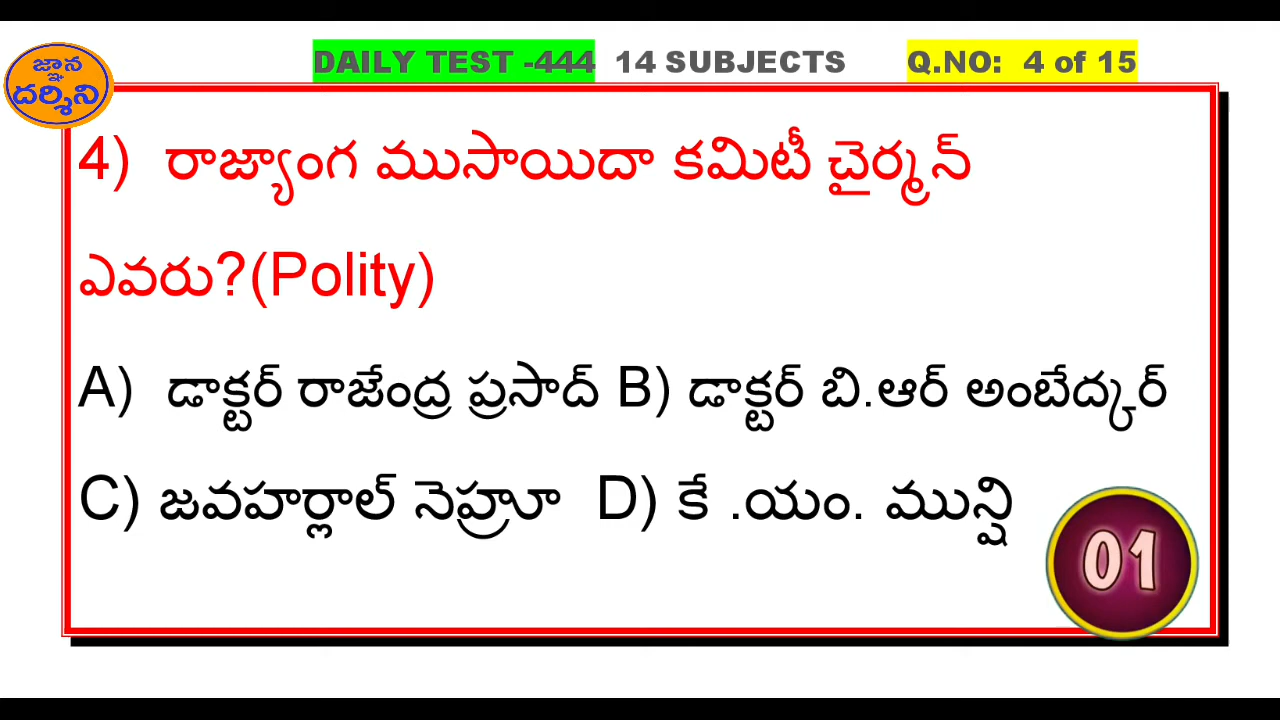 జ్ఞాన
దర్శిని
DAILY TEST -444 14 SUBJECTS Q.NO: 4 of 15
4) రాజ్యాంగ ముసాయిదా కమిటీ చైర్మన్
ఎవరు?(Polity)
A) డాక్టర్ రాజేంద్ర ప్రసాద్ B) డాక్టర్ బి.ఆర్ అంబేద్కర్
C) జవహర్లాల్ నెహ్రూ D) కే .యం. మున్షి
01